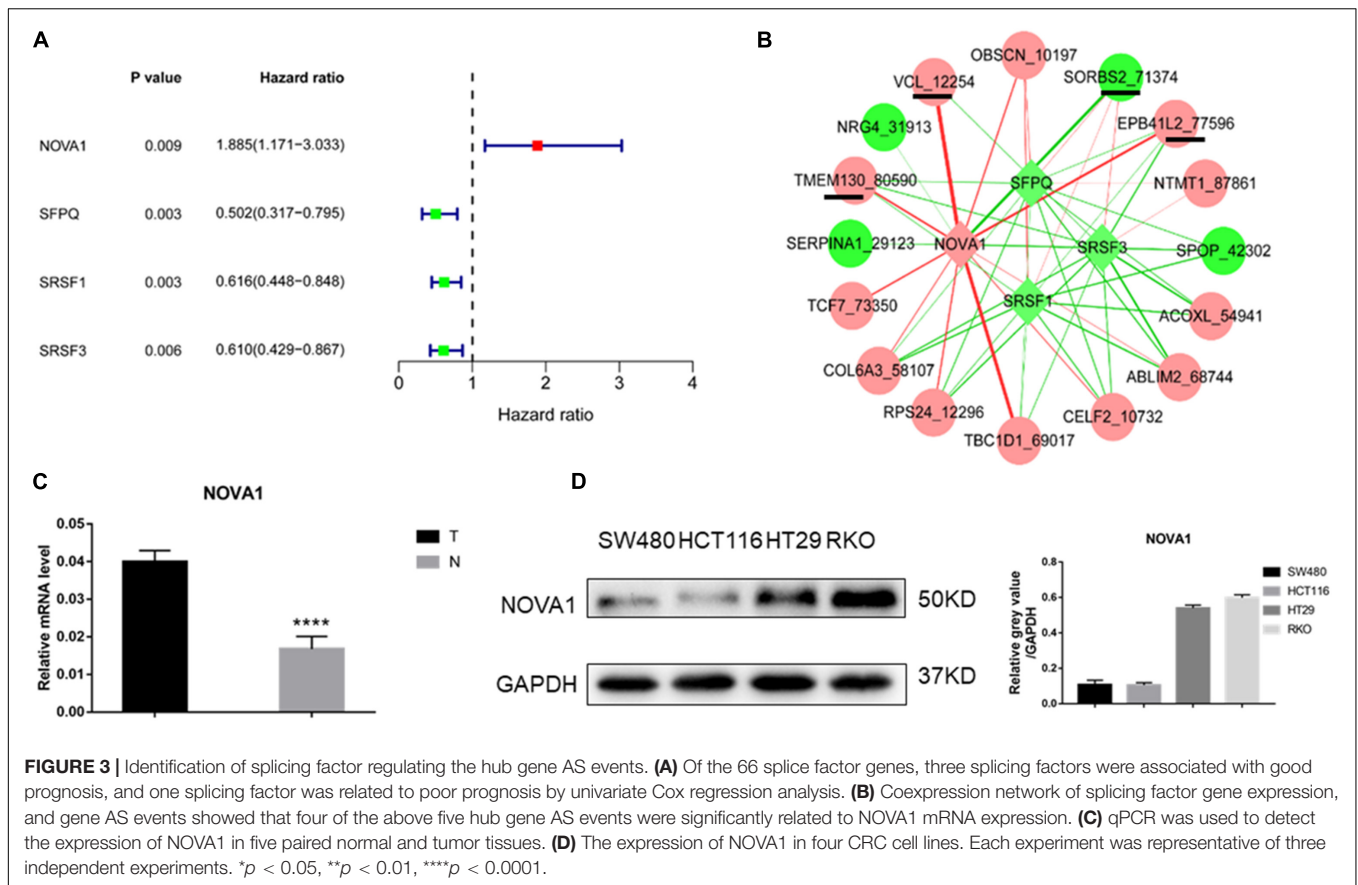 A
P value Hazard ratio
NOVA1 0.009 1.885(1.171−3.033)
SFPQ 0.003 0.502(0.317−0.795)
SRSF1 0.003 0.616(0.448−0.848)
SRSF3 0.006 0.610(0.429−0.867)
0 1 2 3 4
Hazard ratio
B
OBSCN_10197
VCL_12254
SORBS2_71374
NRG4_31913
EPB41L2_77596
TMEM130_80590
SFPQ
NTMT1_87861
SERPINA1_29123
NOVA1
SRSF3
SPOP_42302
TCF7_73350
SRSF1
ACOXL_54941
COL6A3_58107
ABLIM2_68744
RPS24_12296
CELF2_10732
TBC1D1_69017
C
NOVA1
Relative mRNA level
0.05
0.04
0.03
0.02
0.01
0.00
****
T
N
D
SW480 HCT116 HT29 RKO
NOVA1 50KD
GAPDH 37KD
NOVA1
Relative grey value
/GAPDH
0.8
0.6
0.4
0.2
0.0
SW480
HCT116
HT29
RKO
FIGURE 3 | Identification of splicing factor regulating the hub gene AS events. (A) Of the 66 splice factor genes, three splicing factors were associated with good
prognosis, and one splicing factor was related to poor prognosis by univariate Cox regression analysis. (B) Coexpression network of splicing factor gene expression,
and gene AS events showed that four of the above five hub gene AS events were significantly related to NOVA1 mRNA expression. (C) qPCR was used to detect
the expression of NOVA1 in five paired normal and tumor tissues. (D) The expression of NOVA1 in four CRC cell lines. Each experiment was representative of three
independent experiments. *p < 0.05, **p < 0.01, ****p < 0.0001.